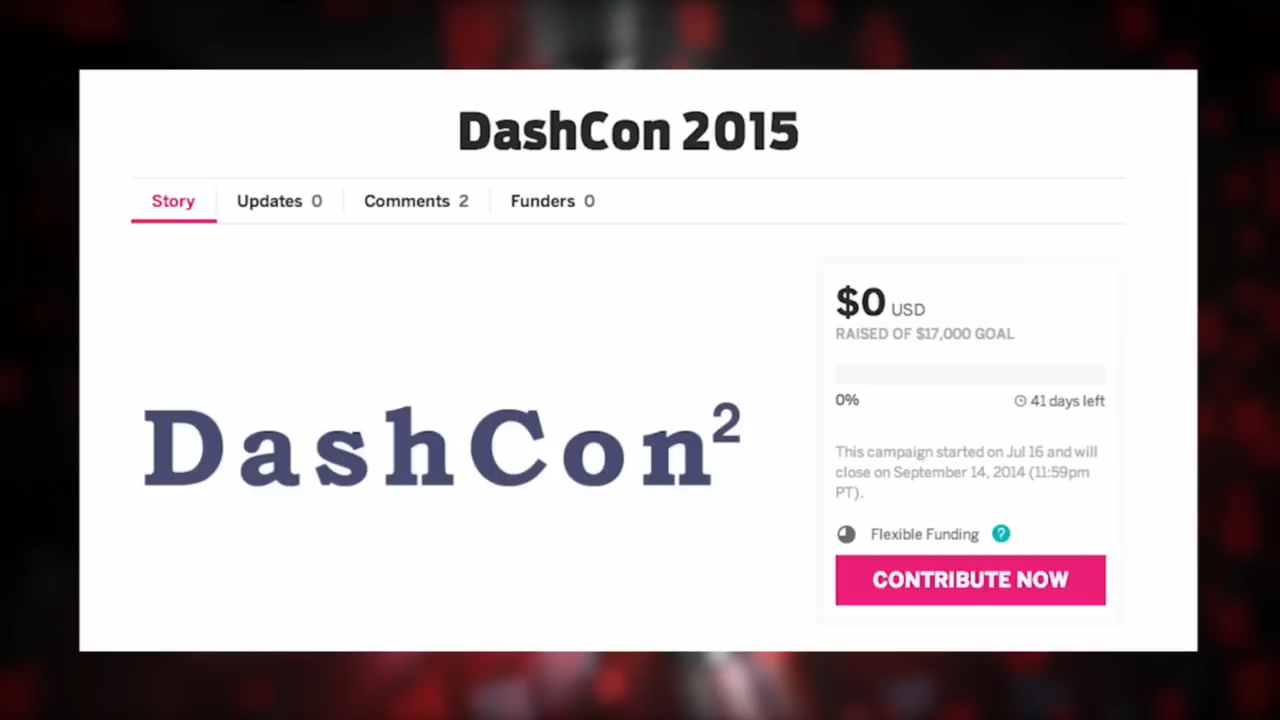 DashCon 2015
Story Updates 0 Comments 2 Funders 0
DashCon²
$0 USD
RAISED OF $17,000 GOAL
0% 41 days left
This campaign started on Jul 16 and will
close on September 14, 2014 (11:59pm
PT).
Flexible Funding ?
CONTRIBUTE NOW